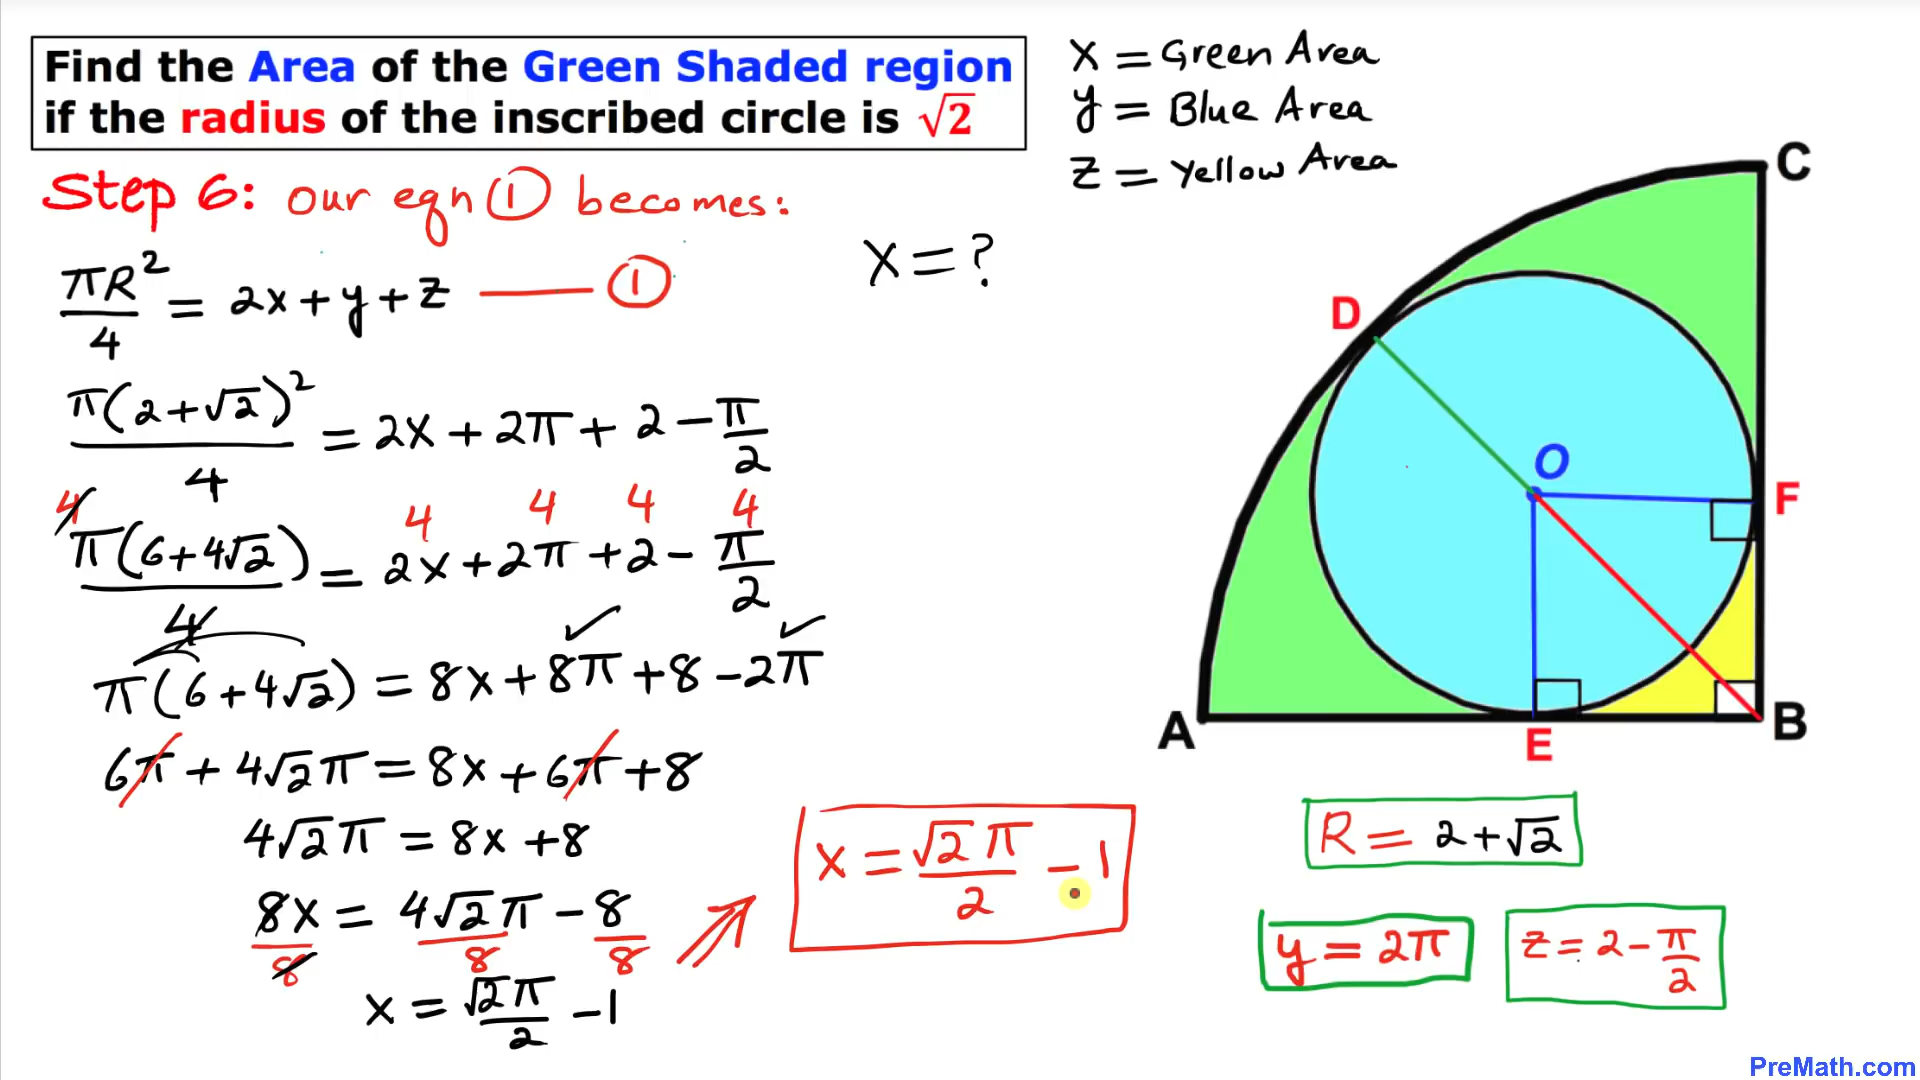 Find the Area of the Green Shaded region
if the radius of the inscribed circle is √2
Step 6: our eqn ① becomes:
πR²/4 = 2x + y + z —— ①
x = ?
π(2+√2)²/4 = 2x + 2π + 2 - π/2
4 4 4 4 4
π(6+4√2)/4 = 2x + 2π + 2 - π/2
π(6+4√2) = 8x + 8π + 8 - 2π
6π + 4√2π = 8x + 6π + 8
4√2π = 8x + 8
8x/8 = 4√2π/8 - 8/8
x = √2π/2 - 1
x = √2π/2 - 1
x = Green Area
y = Blue Area
z = Yellow Area
C
D
O
F
A
E
B
R = 2+√2
y = 2π
z = 2 - π/2
PreMath.com